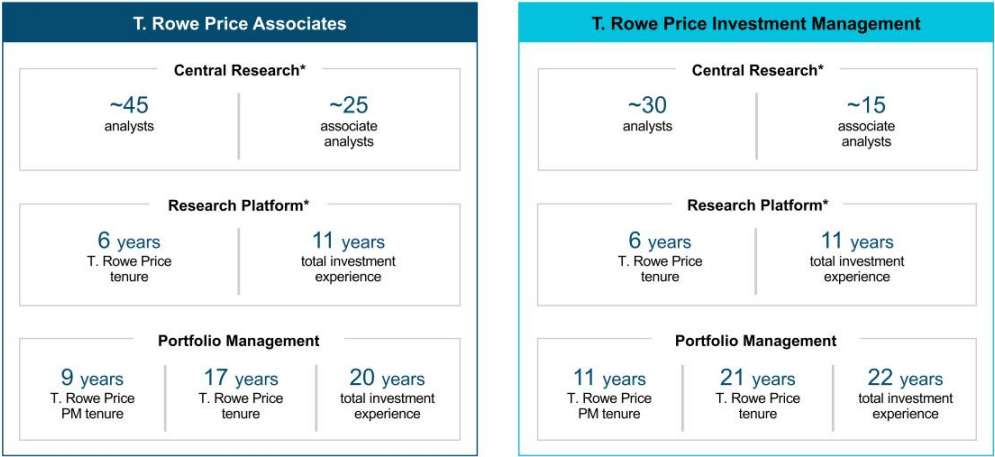 T. Rowe Price Associates
Central Research*
~45
analysts
~25
associate
analysts
Research Platform*
6 years
T. Rowe Price
tenure
11 years
total investment
experience
Portfolio Management
9 years
T. Rowe Price
PM tenure
17 years
T. Rowe Price
tenure
20 years
total investment
experience
T. Rowe Price Investment Management
Central Research*
~30
analysts
~15
associate
analysts
Research Platform*
6 years
T. Rowe Price
tenure
11 years
total investment
experience
Portfolio Management
11 years
T. Rowe Price
PM tenure
21 years
T. Rowe Price
tenure
22 years
total investment
experience